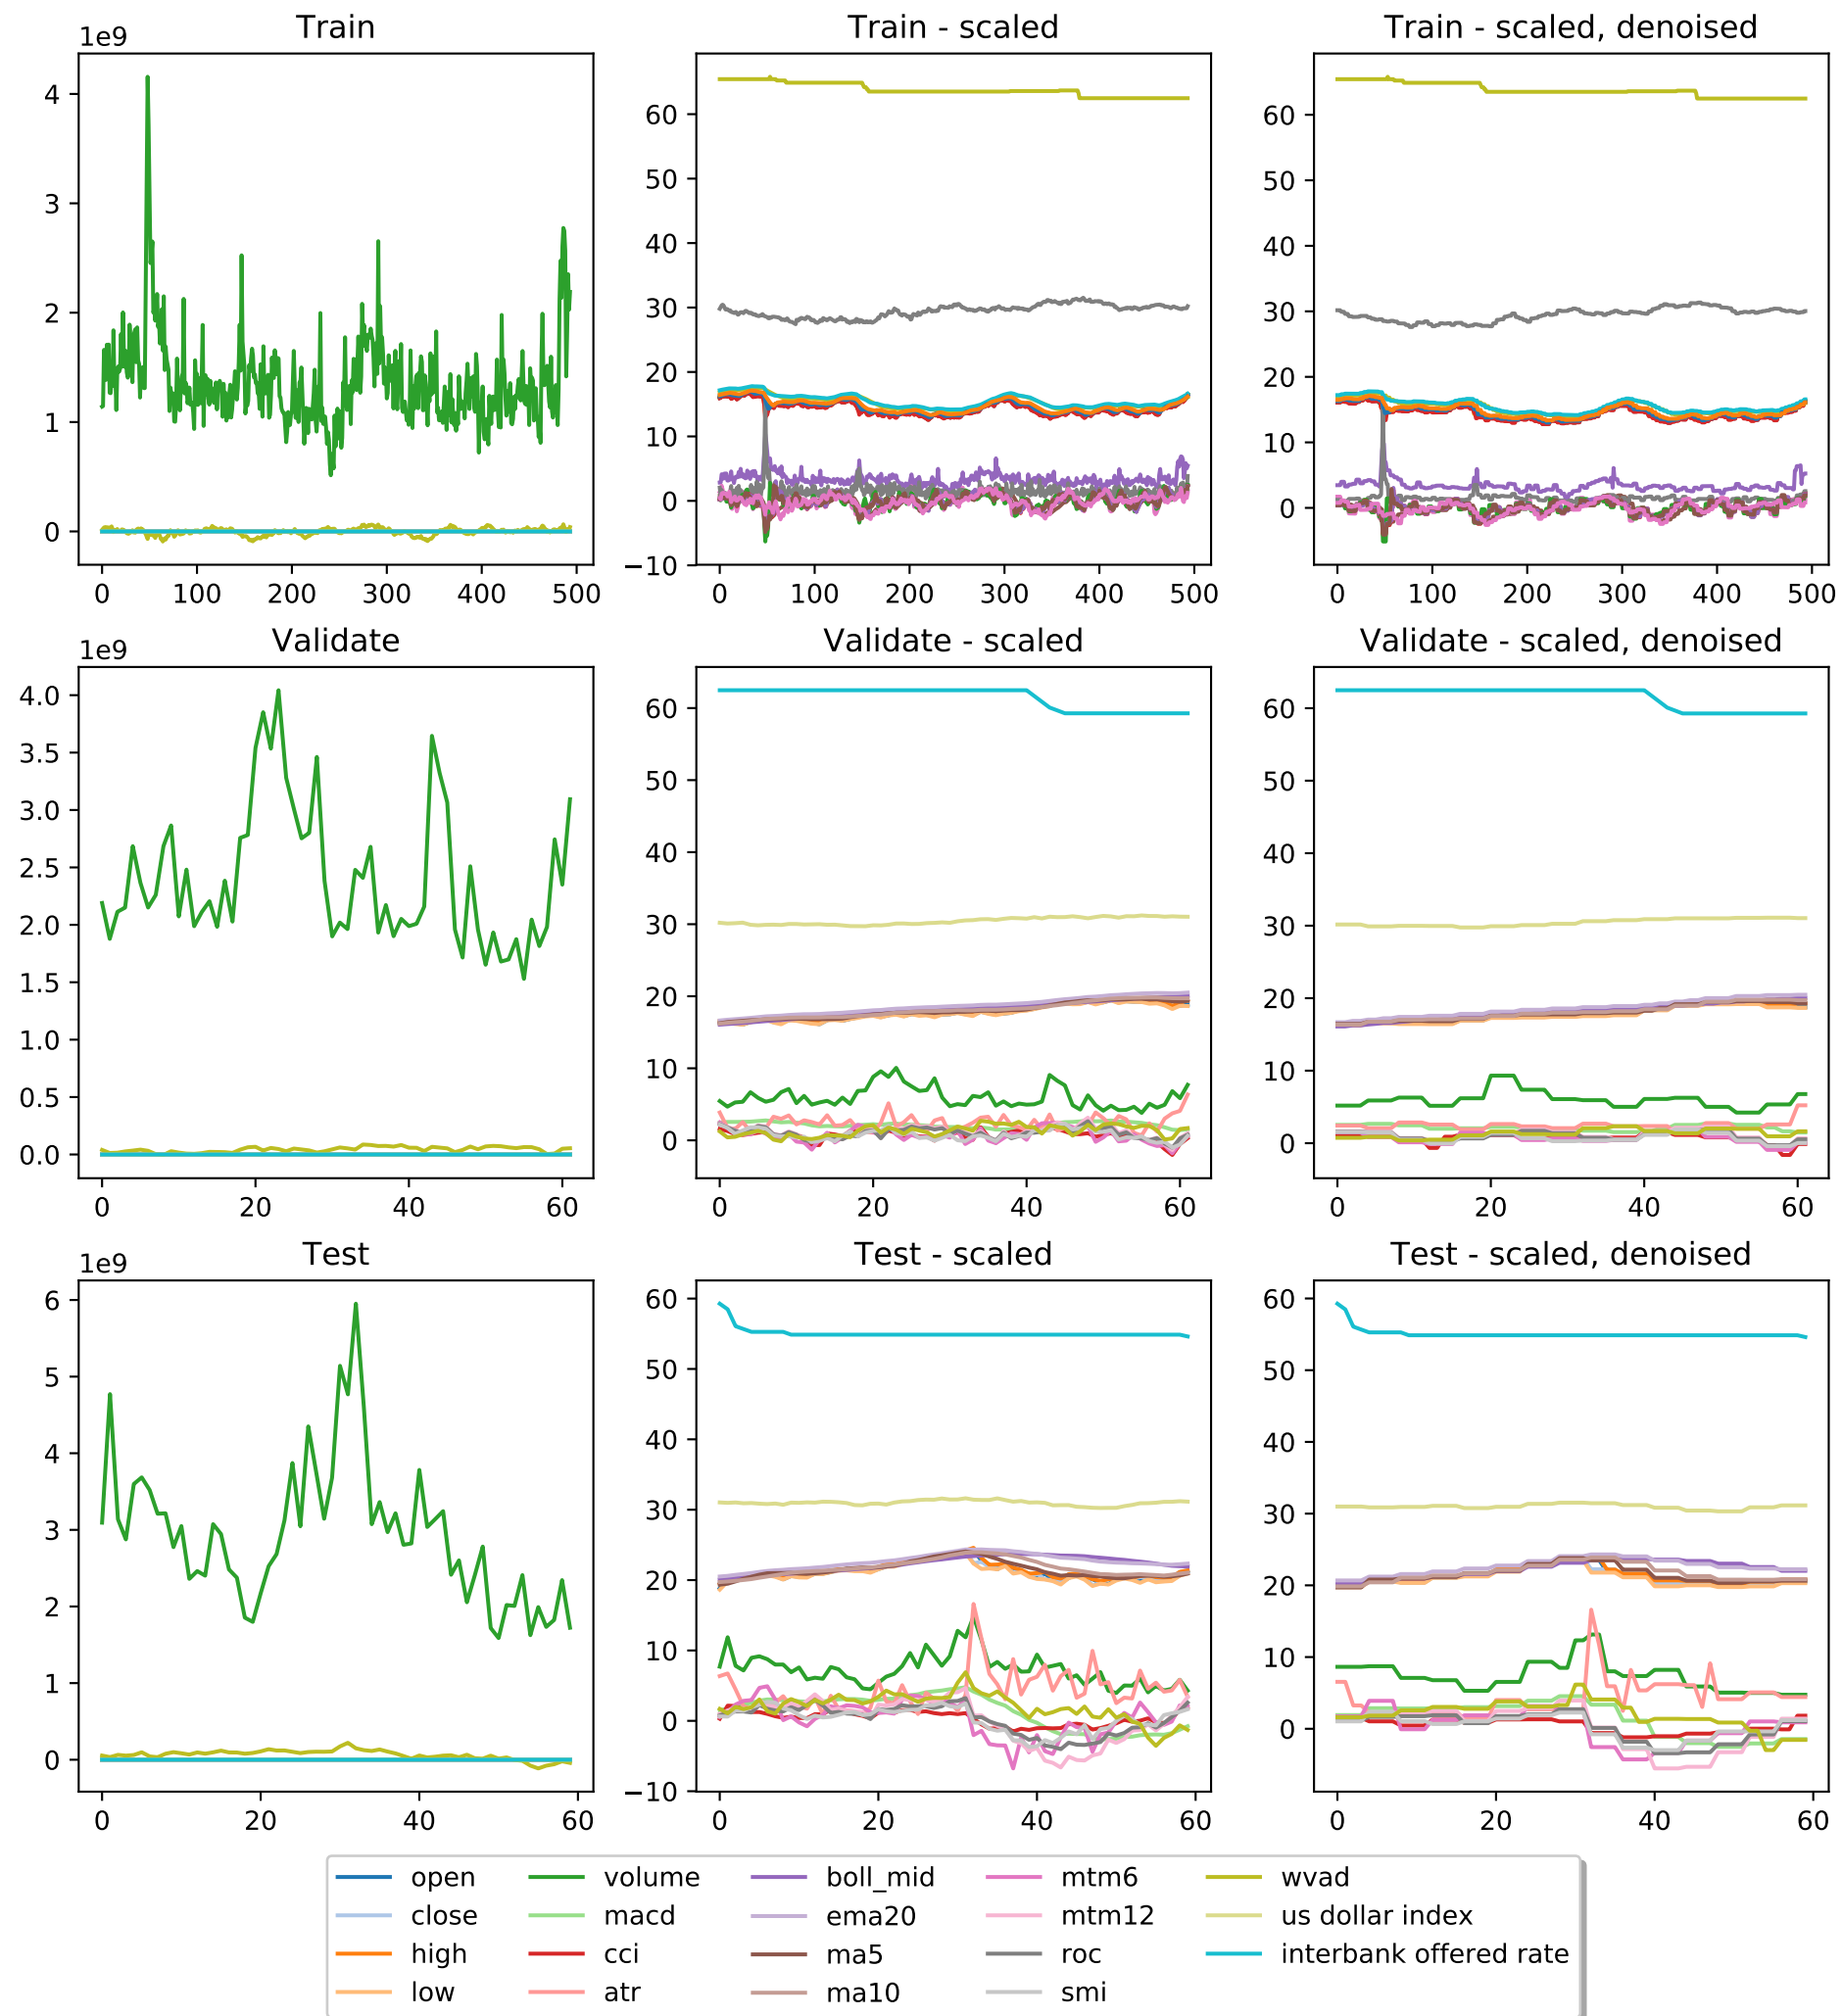 Train
Train - scaled
Train - scaled, denoised
1e9
4
3
2
1
0
0 100 200 300 400 500
60
50
40
30
20
10
0
−10
0 100 200 300 400 500
60
50
40
30
20
10
0
0 100 200 300 400 500
Validate
Validate - scaled
Validate - scaled, denoised
1e9
4.0
3.5
3.0
2.5
2.0
1.5
1.0
0.5
0.0
0 20 40 60
60
50
40
30
20
10
0
0 20 40 60
60
50
40
30
20
10
0
0 20 40 60
Test
Test - scaled
Test - scaled, denoised
1e9
6
5
4
3
2
1
0
0 20 40 60
60
50
40
30
20
10
0
−10
0 20 40 60
60
50
40
30
20
10
0
0 20 40 60
open volume boll_mid mtm6 wvad
close macd ema20 mtm12 us dollar index
high cci ma5 roc interbank offered rate
low atr ma10 smi